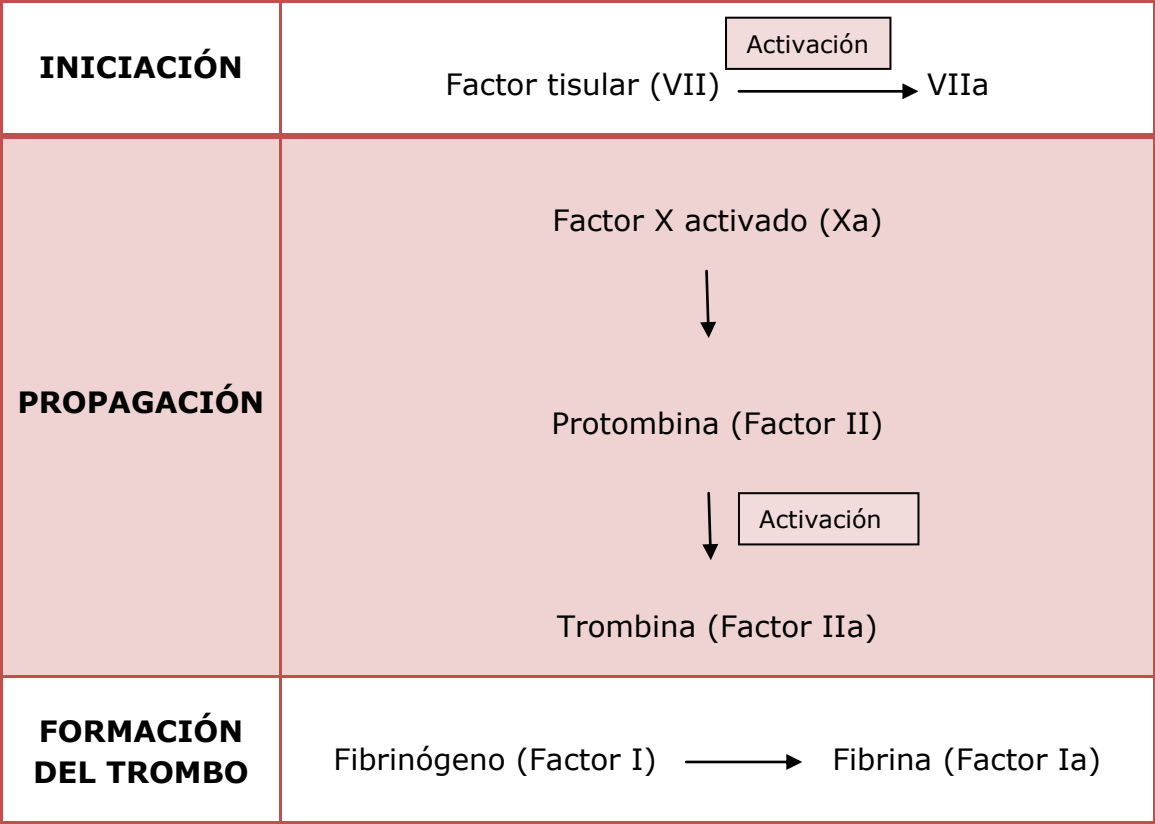 INICIACIÓN
Activación
Factor tisular (VII) VIIa
PROPAGACIÓN
Factor X activado (Xa)
Protombina (Factor II)
Activación
Trombina (Factor IIa)
FORMACIÓN
DEL TROMBO
Fibrinógeno (Factor I) Fibrina (Factor Ia)